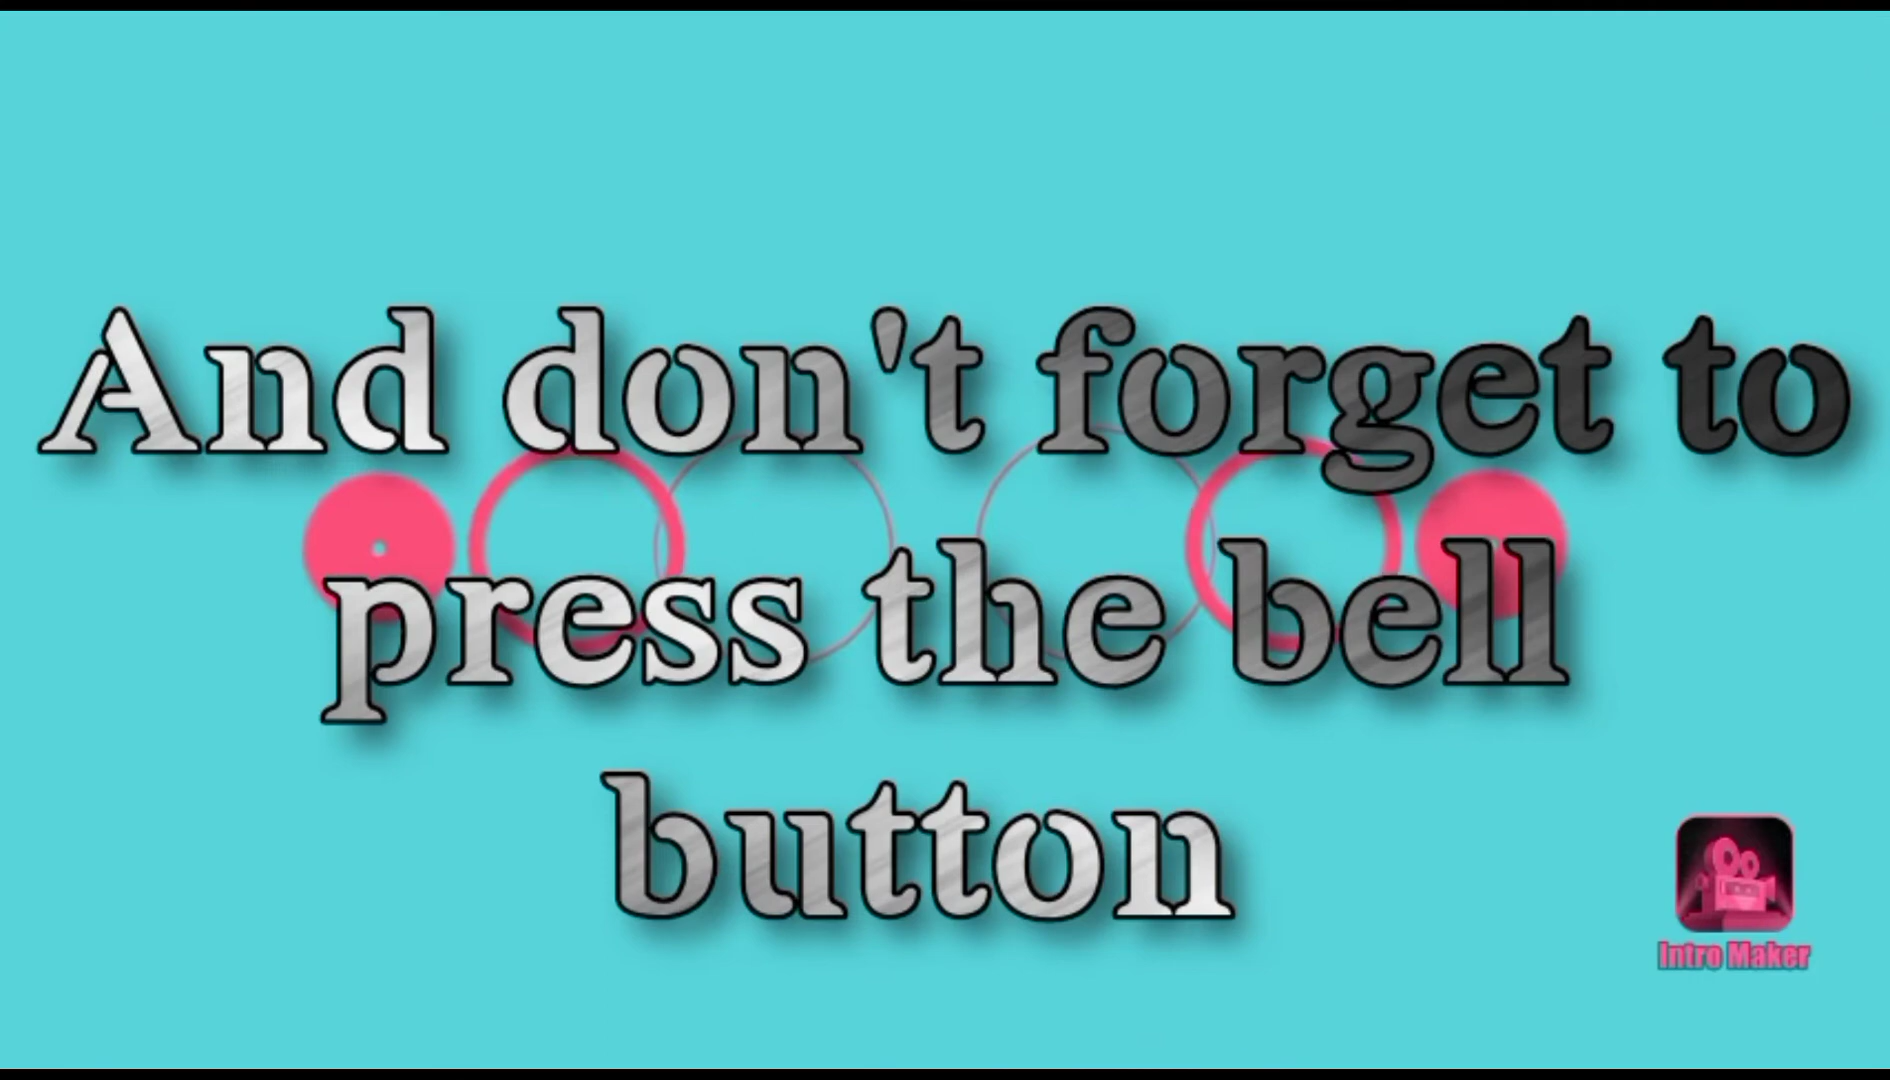 And don't forget to
press the bell
button
Intro Maker